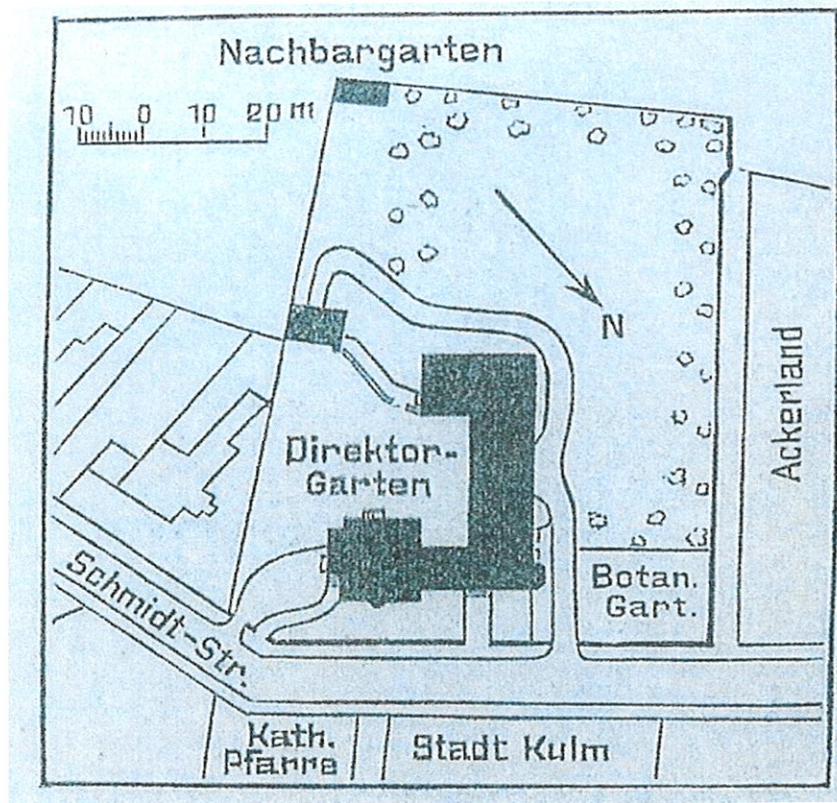 Nachbargarten
10 0 10 20 m
N
Ackerland
Direktor-
Garten
Botan.
Gart.
Schmidt-Str.
Kath.
Pfarre
Stadt Kulm